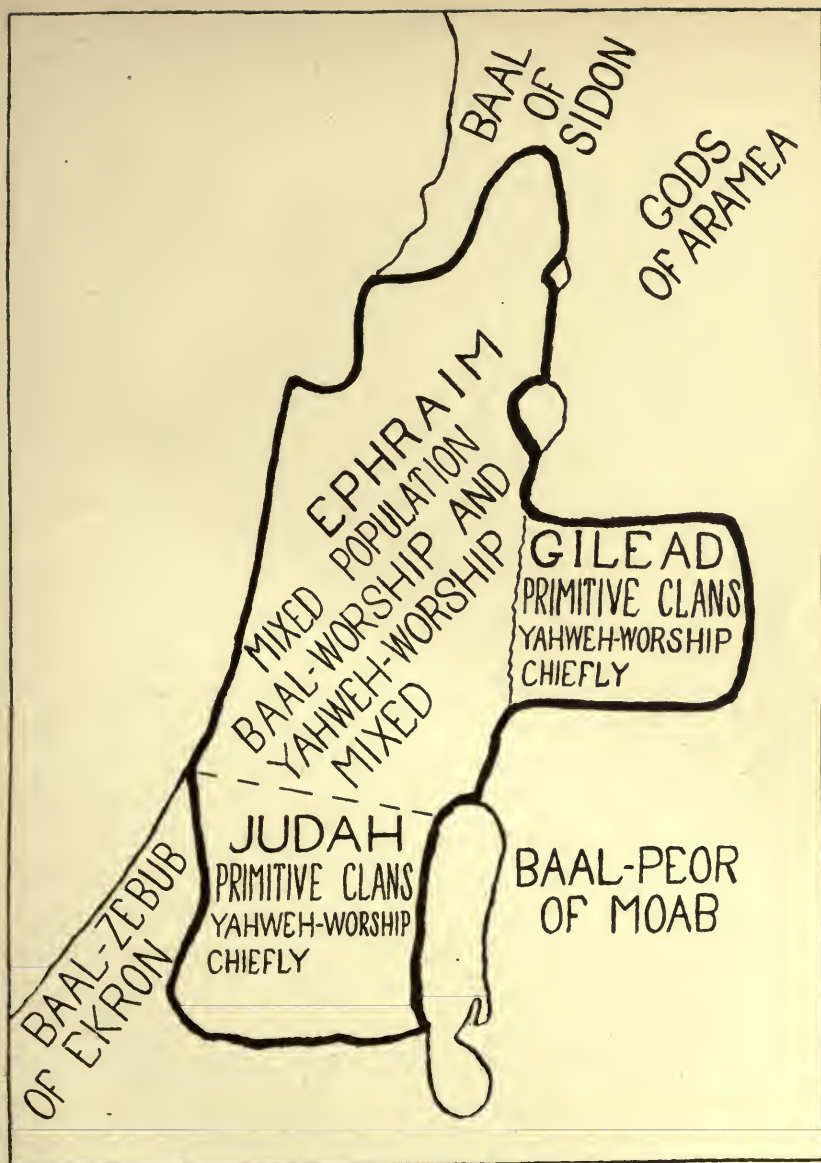 BAAL
OF
SIDON
GODS
OF ARAMEA
EPHRAIM
MIXED POPULATION
BAAL-WORSHIP AND
YAHWEH-WORSHIP
MIXED
GILEAD
PRIMITIVE CLANS
YAHWEH-WORSHIP
CHIEFLY
JUDAH
PRIMITIVE CLANS
YAHWEH-WORSHIP
CHIEFLY
BAAL-PEOR
OF MOAB
BAAL-ZEBUB
OF EKRON